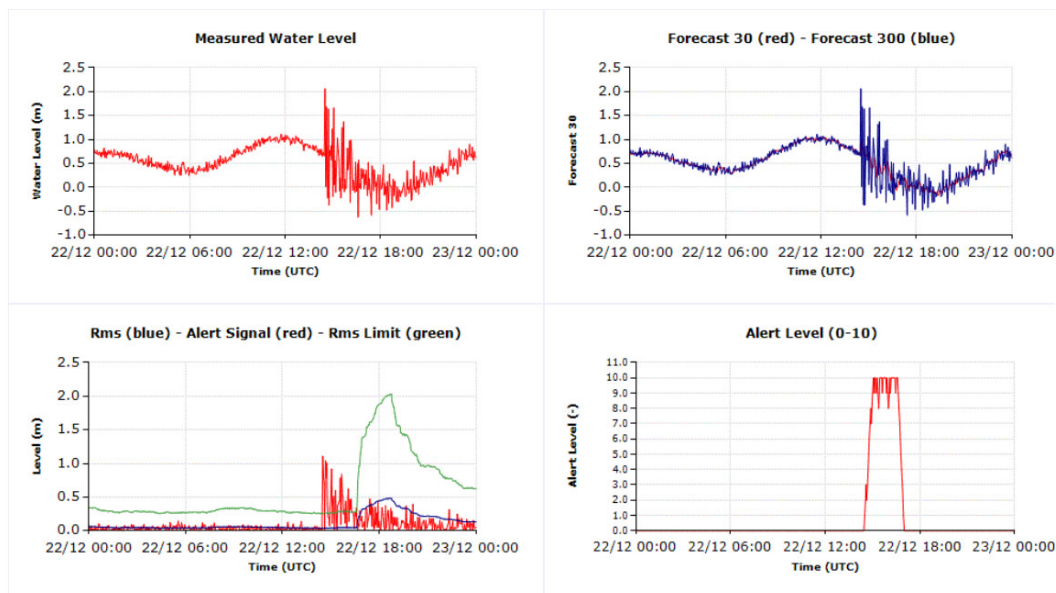 Measured Water Level
2.5
2.0
1.5
1.0
0.5
0.0
-0.5
-1.0
Water Level (m)
22/12 00:00 22/12 06:00 22/12 12:00 22/12 18:00 23/12 00:00
Time (UTC)
Forecast 30 (red) - Forecast 300 (blue)
2.5
2.0
1.5
1.0
0.5
0.0
-0.5
-1.0
Forecast 30
22/12 00:00 22/12 06:00 22/12 12:00 22/12 18:00 23/12 00:00
Time (UTC)
Rms (blue) - Alert Signal (red) - Rms Limit (green)
2.5
2.0
1.5
1.0
0.5
0.0
Level (m)
22/12 00:00 22/12 06:00 22/12 12:00 22/12 18:00 23/12 00:00
Time (UTC)
Alert Level (0-10)
11.0
10.0
9.0
8.0
7.0
6.0
5.0
4.0
3.0
2.0
1.0
0.0
Alert Level (-)
22/12 00:00 22/12 06:00 22/12 12:00 22/12 18:00 23/12 00:00
Time (UTC)